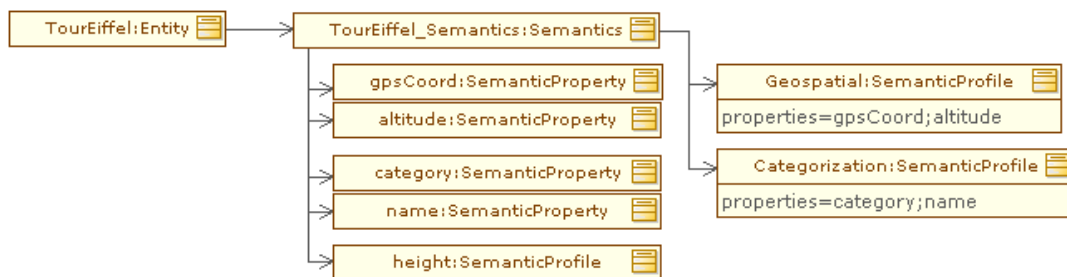 TourEiffel:Entity
TourEiffel_Semantics:Semantics
gpsCoord:SemanticProperty
altitude:SemanticProperty
category:SemanticProperty
name:SemanticProperty
height:SemanticProfile
Geospatial:SemanticProfile
properties=gpsCoord;altitude
Categorization:SemanticProfile
properties=category;name